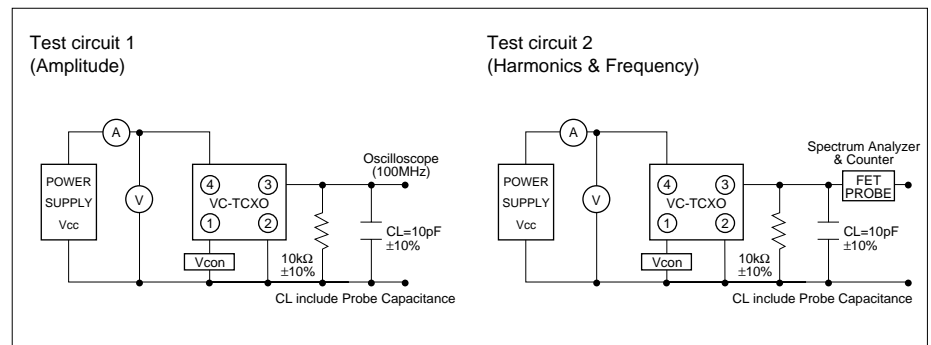 Test circuit 1
(Amplitude)
A
POWER
SUPPLY
Vcc
V
4
3
VC-TCXO
1
2
Vcon
10kΩ
±10%
Oscilloscope
(100MHz)
CL=10pF
±10%
CL include Probe Capacitance
Test circuit 2
(Harmonics & Frequency)
A
POWER
SUPPLY
Vcc
V
4
3
VC-TCXO
1
2
Vcon
10kΩ
±10%
Spectrum Analyzer
& Counter
FET
PROBE
CL=10pF
±10%
CL include Probe Capacitance